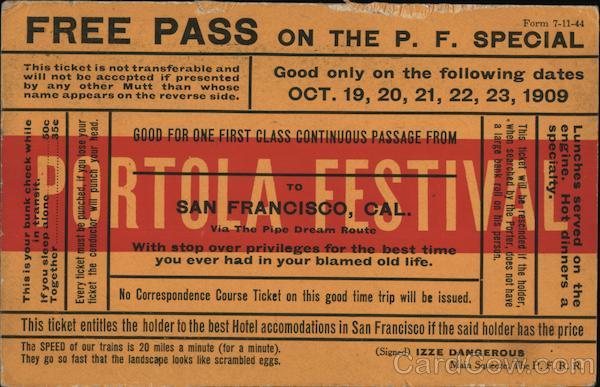 Form 7-11-44
FREE PASS ON THE P. F. SPECIAL
This ticket is not transferable and
will not be accepted if presented
by any other Mutt than whose
name appears on the reverse side.
Good only on the following dates
OCT. 19, 20, 21, 22, 23, 1909
PORTOLA FESTIVAL
This is your bunk check while
in transit.
If you sleep alone 50c
Together 35c
Every ticket must be punched, if you lose your
ticket the conductor will punch your head.
GOOD FOR ONE FIRST CLASS CONTINUOUS PASSAGE FROM
TO
SAN FRANCISCO, CAL.
Via The Pipe Dream Route
With stop over privileges for the best time
you ever had in your blamed old life.
No Correspondence Course Ticket on this good time trip will be issued.
This ticket will be rescinded if the holder,
when searched by the Porter, does not have
a large bank roll on his person.
Lunches served on the
engine. Hot dinners a
specialty.
This ticket entitles the holder to the best Hotel accomodations in San Francisco if the said holder has the price
The SPEED of our trains is 20 miles a minute (for a minute).
They go so fast that the landscape looks like scrambled eggs.
(Signed) IZZE DANGEROUS
Main Squeeze, The P. F. R. R.
CardCow.com